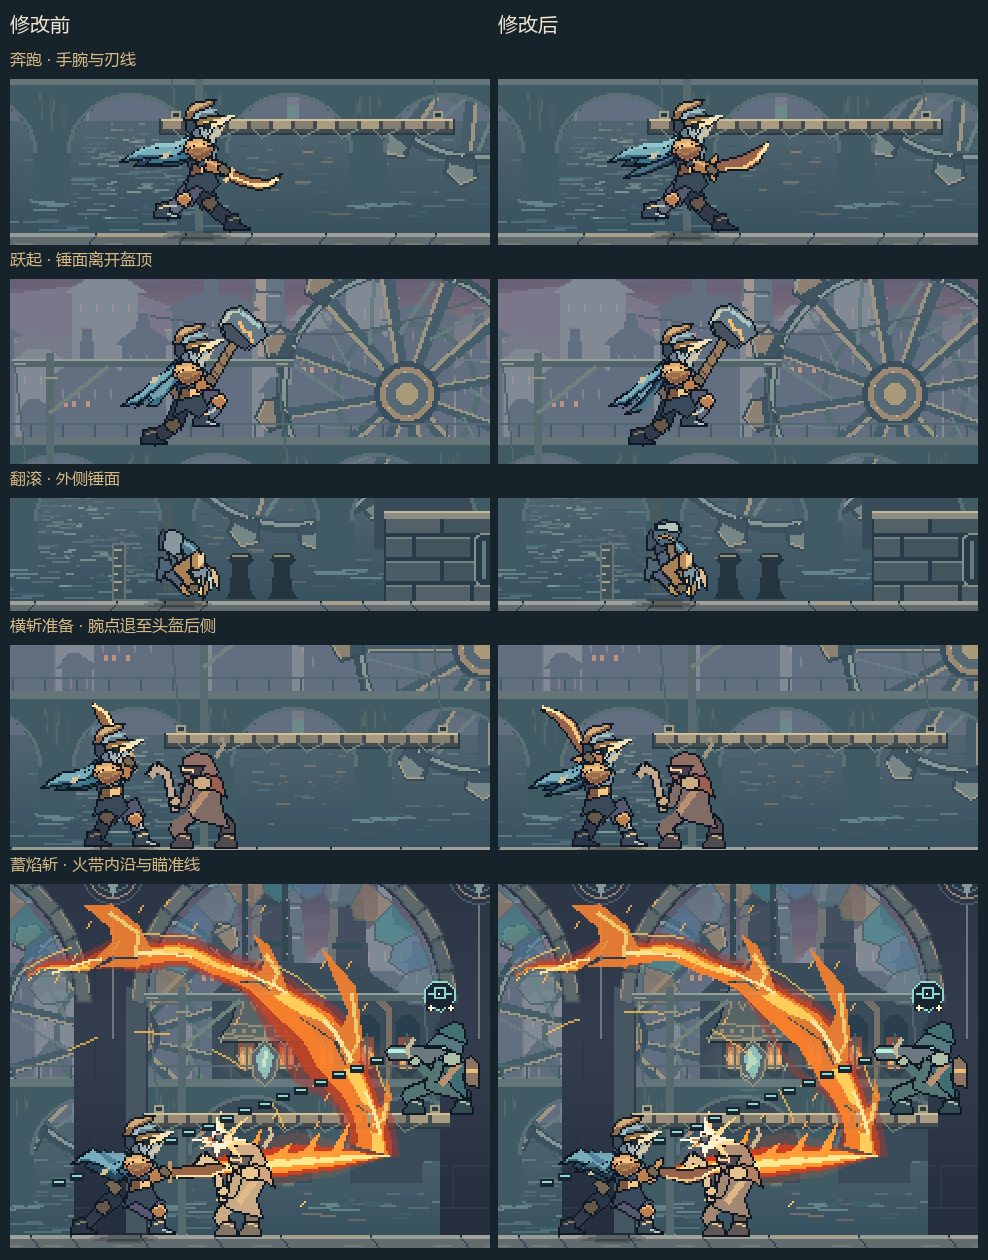 修改前
修改后
奔跑 · 手腕与刃线
跃起 · 锤面离开盔顶
翻滚 · 外侧锤面
横斩准备 · 腕点退至头盔后侧
蓄焰斩 · 火带内沿与瞄准线